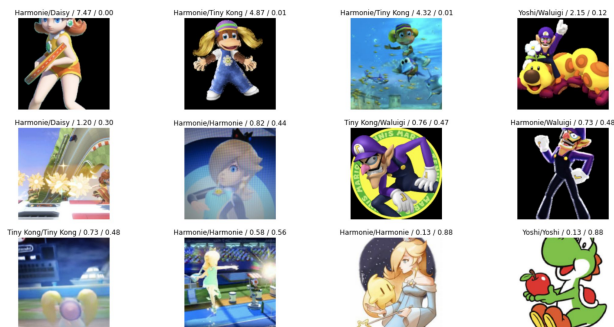 Harmonie/Daisy / 7.47 / 0.00
Harmonie/Tiny Kong / 4.87 / 0.01
Harmonie/Tiny Kong / 4.32 / 0.01
Yoshi/Waluigi / 2.15 / 0.12
Harmonie/Daisy / 1.20 / 0.30
Harmonie/Harmonie / 0.82 / 0.44
Tiny Kong/Waluigi / 0.76 / 0.47
Harmonie/Waluigi / 0.73 / 0.48
Tiny Kong/Tiny Kong / 0.73 / 0.48
Harmonie/Harmonie / 0.58 / 0.56
Harmonie/Harmonie / 0.13 / 0.88
Yoshi/Yoshi / 0.13 / 0.88